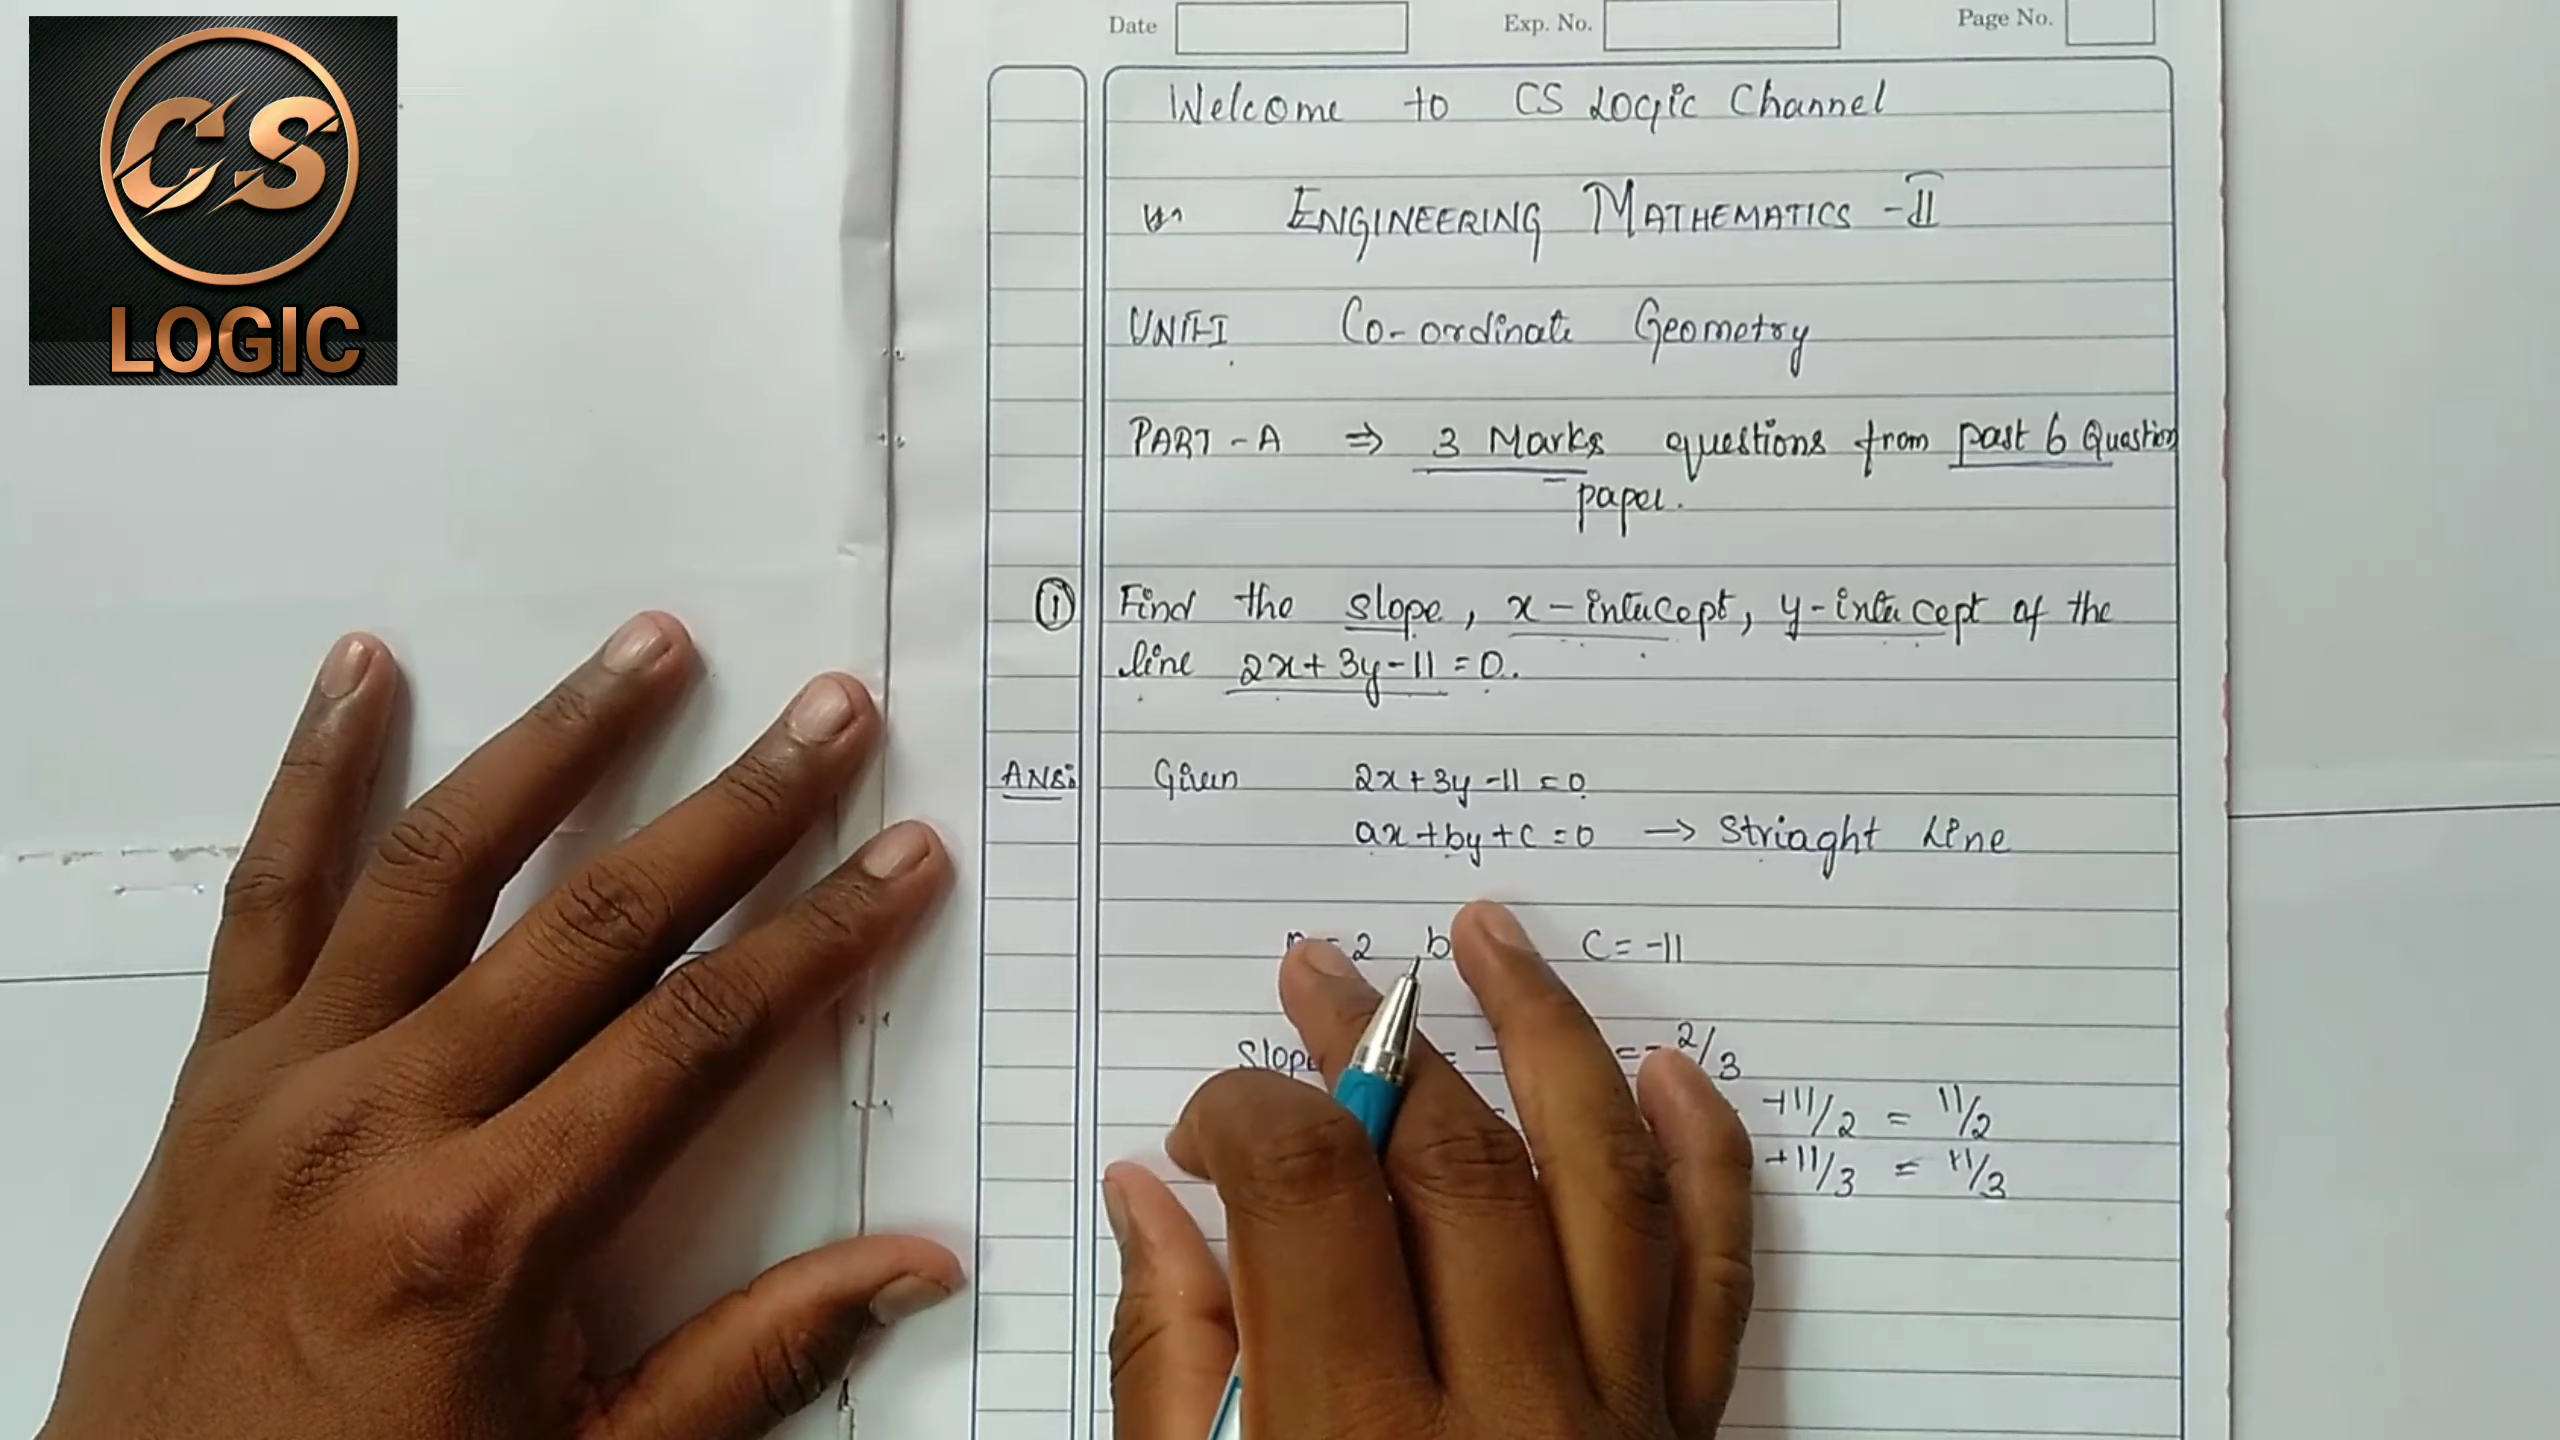 CS
LOGIC
Date Exp. No. Page No.
Welcome to CS LOGic Channel
ENGINEERING MATHEMATICS - II
UNIT-I Co-ordinate Geometry
PART - A ⇒ 3 Marks questions from past 6 Question
paper.
① Find the slope, x - intercept, y - intercept of the
line 2x + 3y - 11 = 0.
ANS: Given 2x + 3y - 11 = 0
ax + by + c = 0 → Striaght Line
= 2 b C = -11
Slope = - = - 2/3
+11/2 = 11/2
+11/3 = 11/3